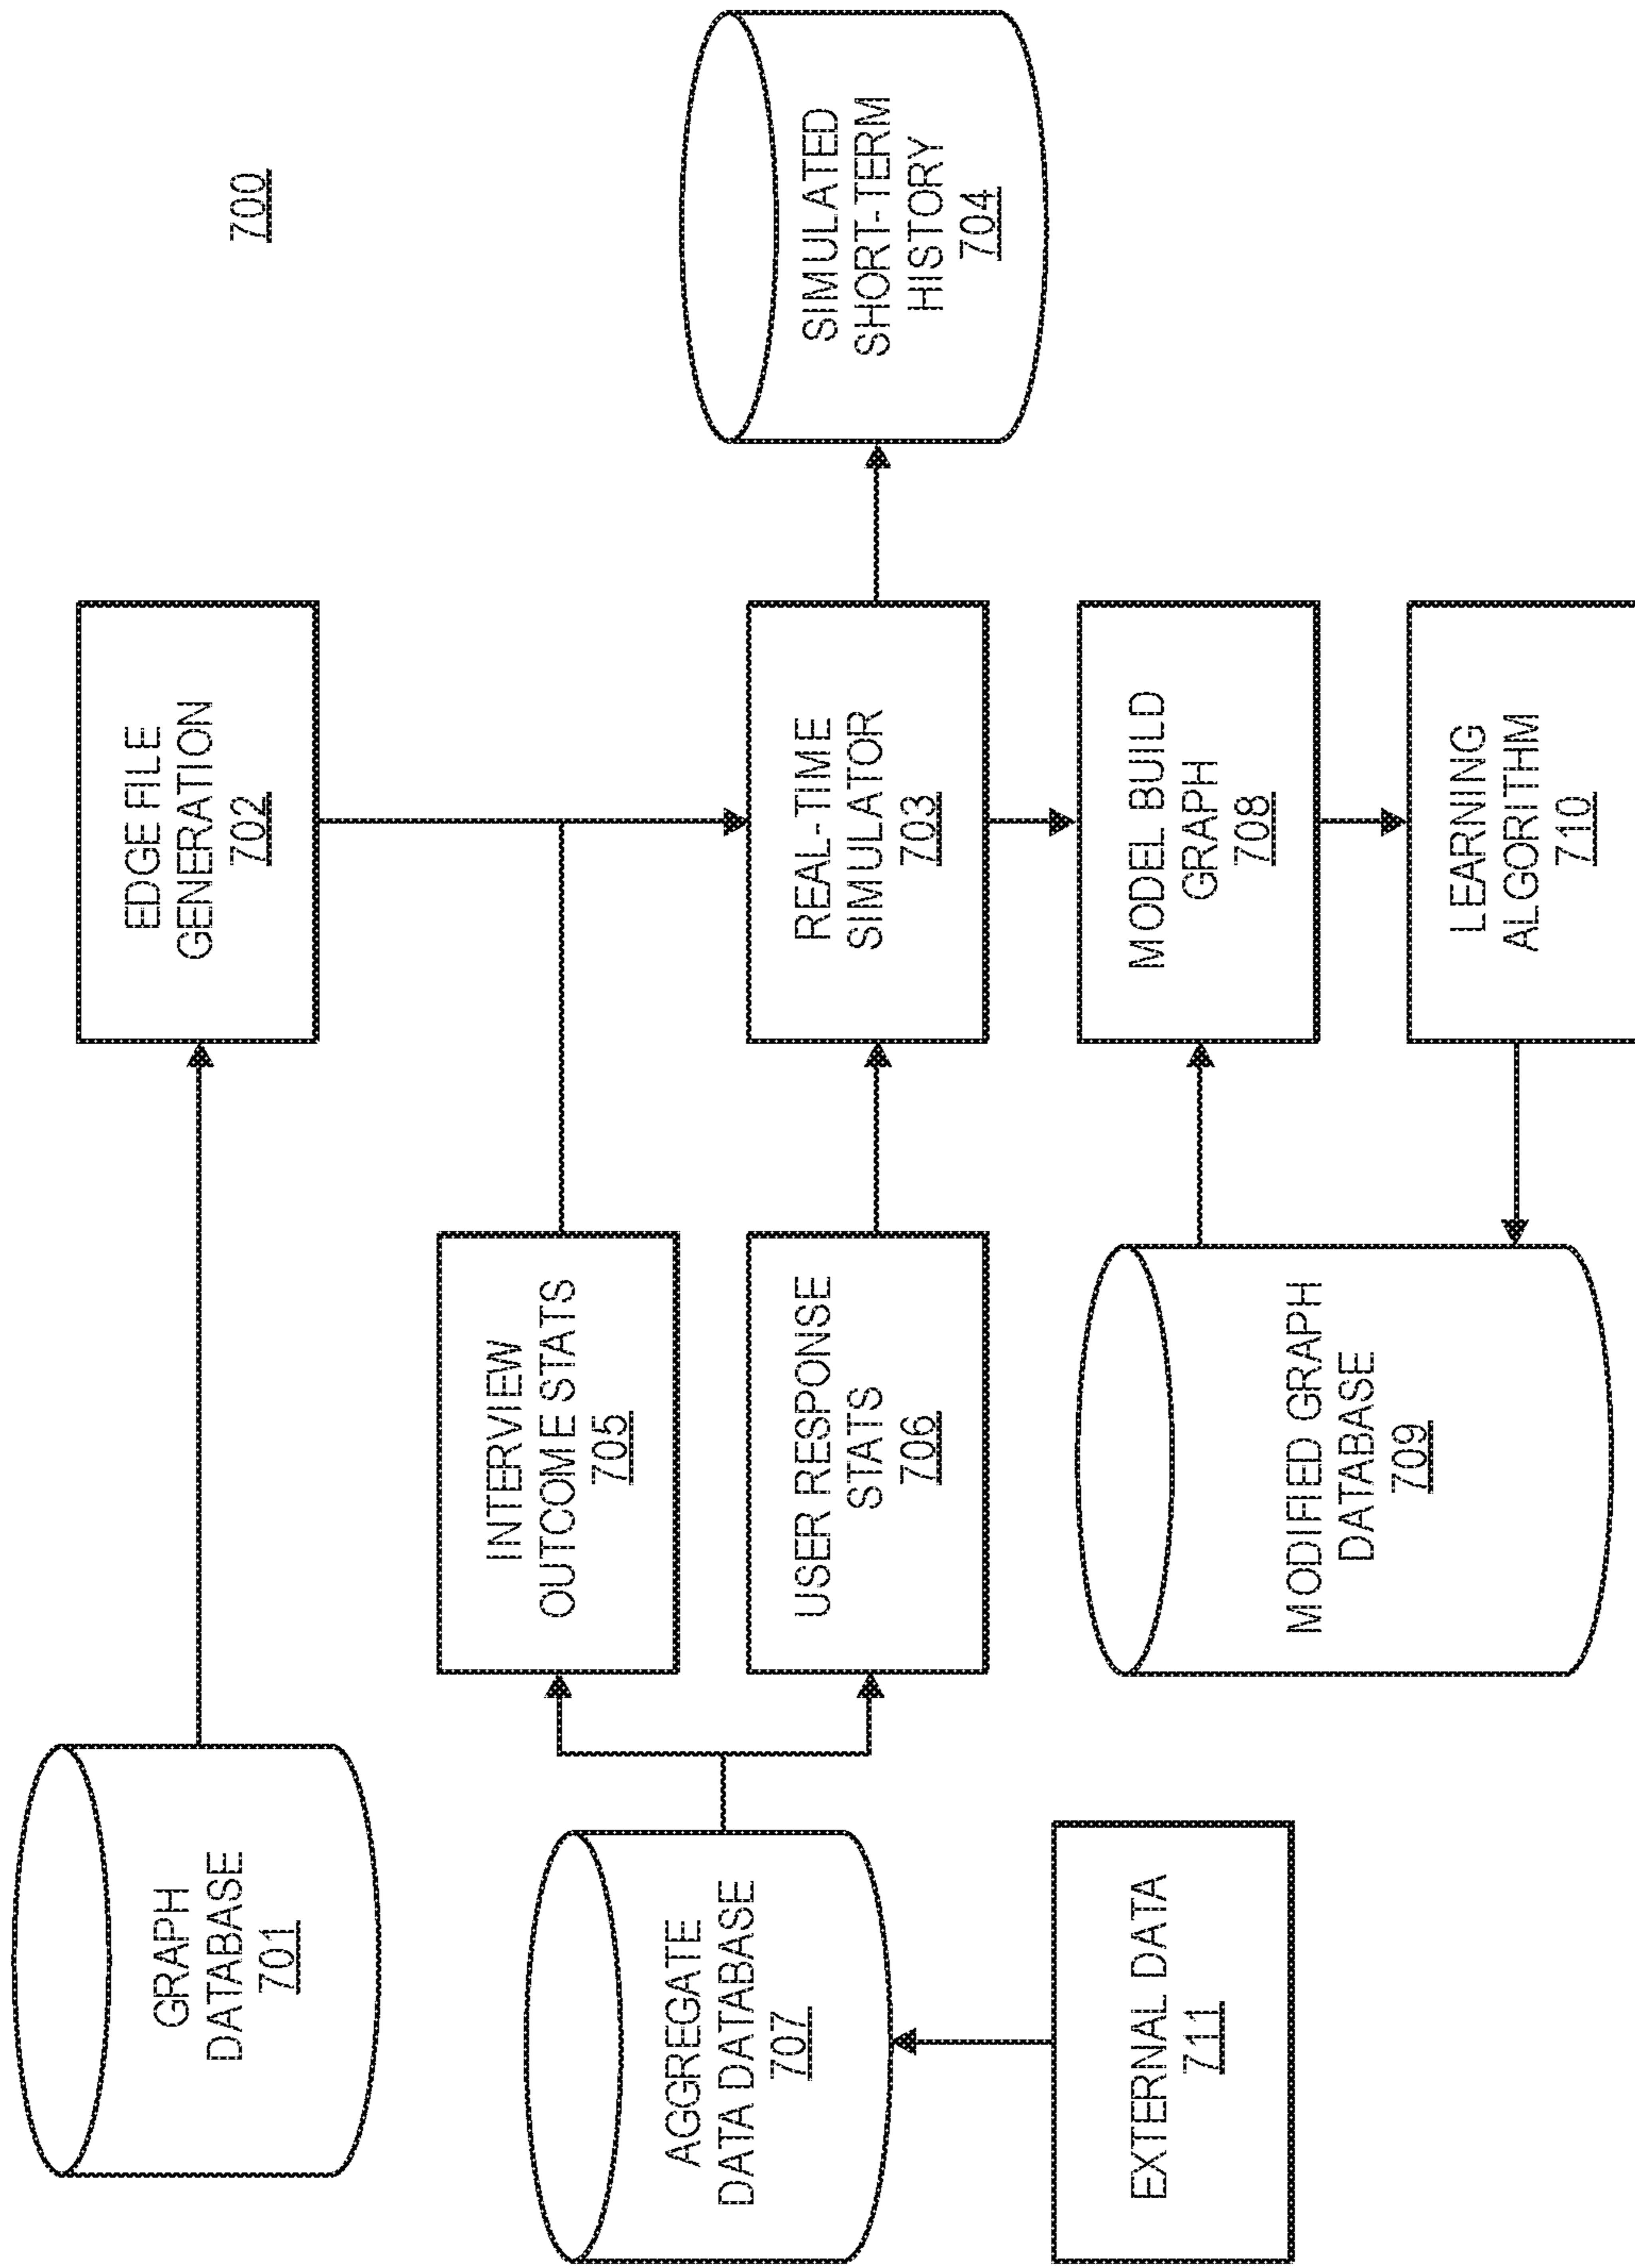 700
GRAPH
DATABASE
701
EDGE FILE
GENERATION
702
INTERVIEW
OUTCOME STATS
705
AGGREGATE
DATA DATABASE
707
USER RESPONSE
STATS
706
REAL-TIME
SIMULATOR
703
SIMULATED
SHORT-TERM
HISTORY
704
EXTERNAL DATA
711
MODIFIED GRAPH
DATABASE
709
MODEL BUILD
GRAPH
708
LEARNING
ALGORITHM
710